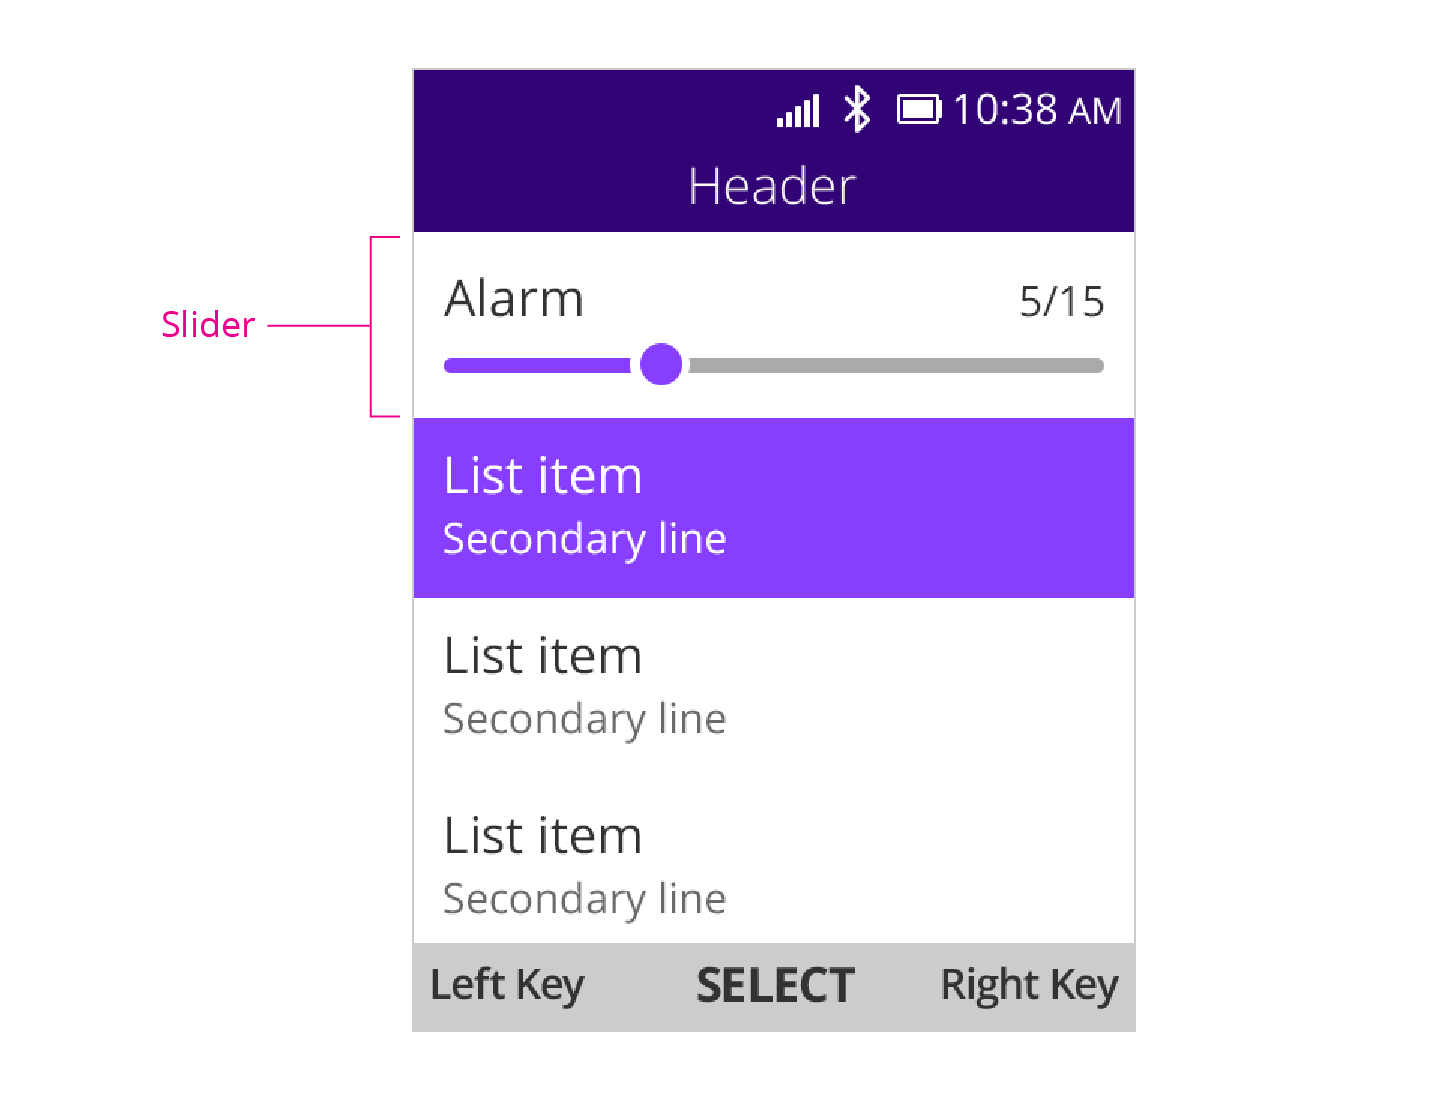 10:38 AM
Header
Slider
Alarm 5/15
List item
Secondary line
List item
Secondary line
List item
Secondary line
Left Key SELECT Right Key